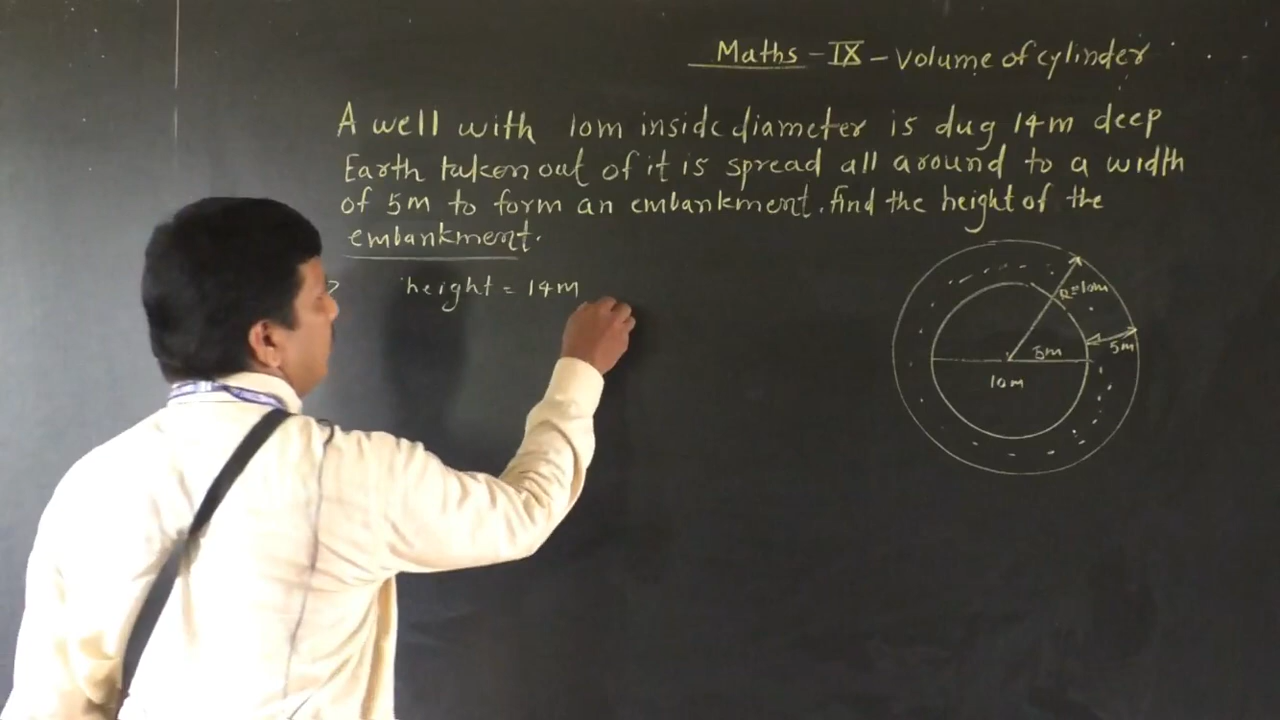 Maths - IX - Volume of cylinder
A well with 10m inside diameter is dug 14m deep
Earth taken out of it is spread all around to a width
of 5m to form an embankment. find the height of the
embankment.
height = 14m
R=10m
5m
5m
10m